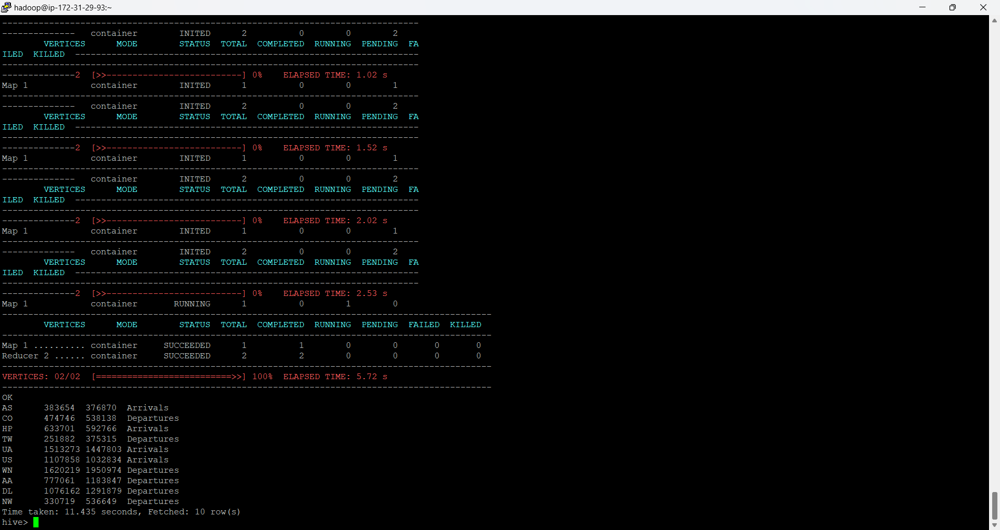 hadoop@ip-172-31-29-93:~
--------------------------------------------------------------------------------
--------------   container        INITED      2          0        0        2
        VERTICES      MODE        STATUS  TOTAL  COMPLETED  RUNNING  PENDING  FA
ILED  KILLED  ------------------------------------------------------------------
--------------------------------------------------------------------------------
--------------2  [>>--------------------------] 0%    ELAPSED TIME: 1.02 s
Map 1            container        INITED      1          0        0        1
--------------------------------------------------------------------------------
--------------   container        INITED      2          0        0        2
        VERTICES      MODE        STATUS  TOTAL  COMPLETED  RUNNING  PENDING  FA
ILED  KILLED  ------------------------------------------------------------------
--------------------------------------------------------------------------------
--------------2  [>>--------------------------] 0%    ELAPSED TIME: 1.52 s
Map 1            container        INITED      1          0        0        1
--------------------------------------------------------------------------------
--------------   container        INITED      2          0        0        2
        VERTICES      MODE        STATUS  TOTAL  COMPLETED  RUNNING  PENDING  FA
ILED  KILLED  ------------------------------------------------------------------
--------------------------------------------------------------------------------
--------------2  [>>--------------------------] 0%    ELAPSED TIME: 2.02 s
Map 1            container        INITED      1          0        0        1
--------------------------------------------------------------------------------
--------------   container        INITED      2          0        0        2
        VERTICES      MODE        STATUS  TOTAL  COMPLETED  RUNNING  PENDING  FA
ILED  KILLED  ------------------------------------------------------------------
--------------------------------------------------------------------------------
--------------2  [>>--------------------------] 0%    ELAPSED TIME: 2.53 s
Map 1            container       RUNNING      1          0        1        0
----------------------------------------------------------------------------------------------
        VERTICES      MODE        STATUS  TOTAL  COMPLETED  RUNNING  PENDING  FAILED  KILLED
----------------------------------------------------------------------------------------------
Map 1 .......... container     SUCCEEDED      1          1        0        0       0       0
Reducer 2 ...... container     SUCCEEDED      2          2        0        0       0       0
----------------------------------------------------------------------------------------------
VERTICES: 02/02  [==========================>>] 100%  ELAPSED TIME: 5.72 s
----------------------------------------------------------------------------------------------
OK
AS      383654  376870  Arrivals
CO      474746  538138  Departures
HP      633701  592766  Arrivals
TW      251882  375315  Departures
UA      1513273 1447803 Arrivals
US      1107858 1032834 Arrivals
WN      1620219 1950974 Departures
AA      777061  1183847 Departures
DL      1076162 1291879 Departures
NW      330719  536649  Departures
Time taken: 11.435 seconds, Fetched: 10 row(s)
hive>